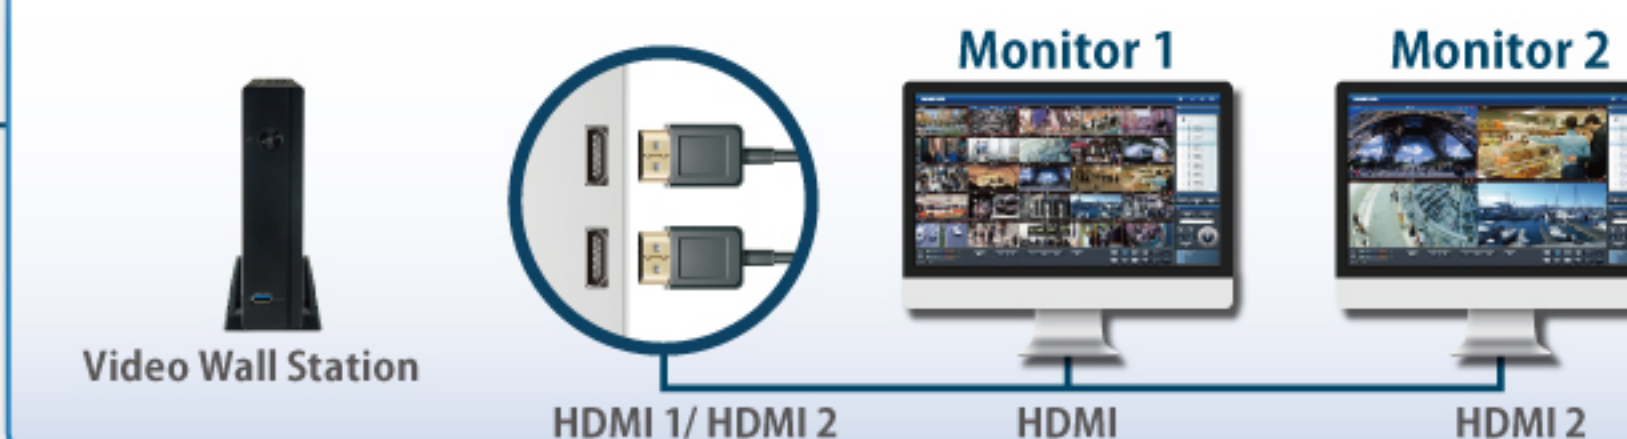 Monitor 1
Monitor 2
Video Wall Station
HDMI 1/ HDMI 2
HDMI
HDMI 2